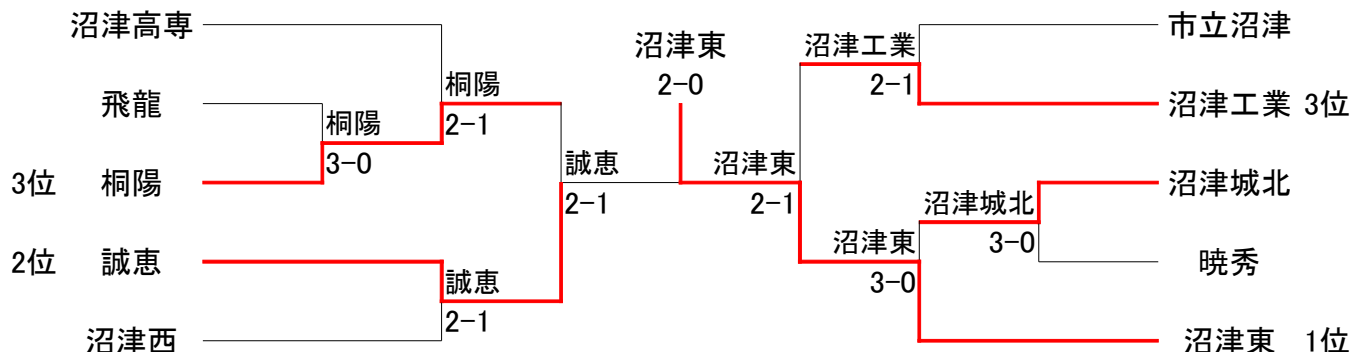 沼津高専
飛龍
3位 桐陽
2位 誠恵
沼津西
桐陽
3-0
桐陽
2-1
誠恵
2-1
誠恵
2-1
沼津東
2-0
沼津東
2-1
沼津工業
2-1
沼津東
3-0
沼津城北
3-0
市立沼津
沼津工業 3位
沼津城北
暁秀
沼津東 1位